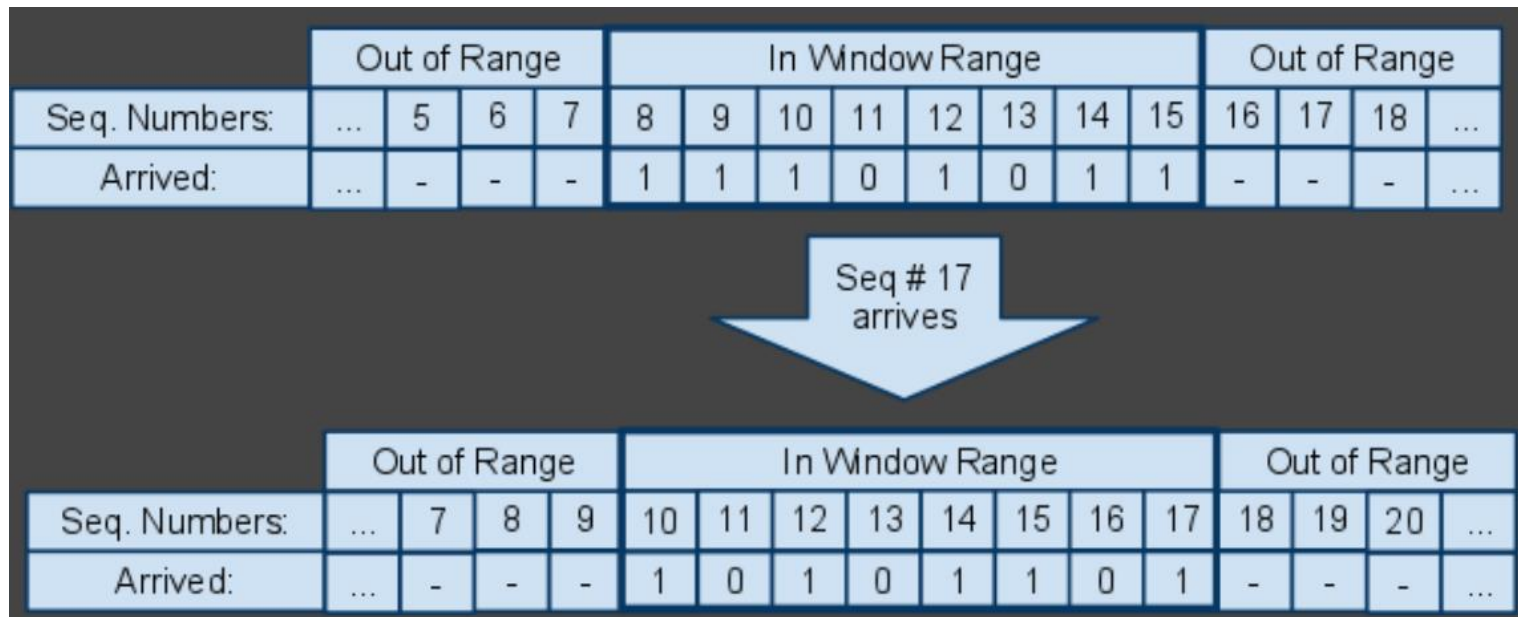 Out of Range In Window Range Out of Range
Seq. Numbers: ... 5 6 7 8 9 10 11 12 13 14 15 16 17 18 ...
Arrived: ... - - - 1 1 1 0 1 0 1 1 - - - ...
Seq # 17
arrives
Out of Range In Window Range Out of Range
Seq. Numbers: ... 7 8 9 10 11 12 13 14 15 16 17 18 19 20 ...
Arrived: ... - - - 1 0 1 0 1 1 0 1 - - - ...